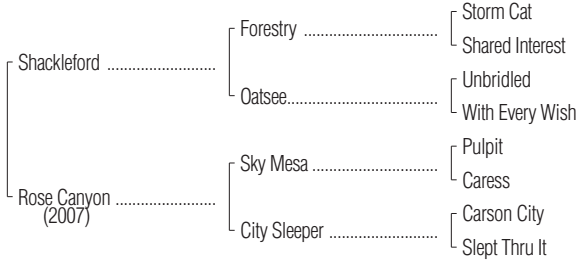 Storm Cat
Forestry ........................................
Shared Interest
Shackleford ................................
Unbridled
Oatsee............................................
With Every Wish
Pulpit
Sky Mesa .....................................
Caress
Rose Canyon .............................
(2007)
Carson City
City Sleeper ................................
Slept Thru It